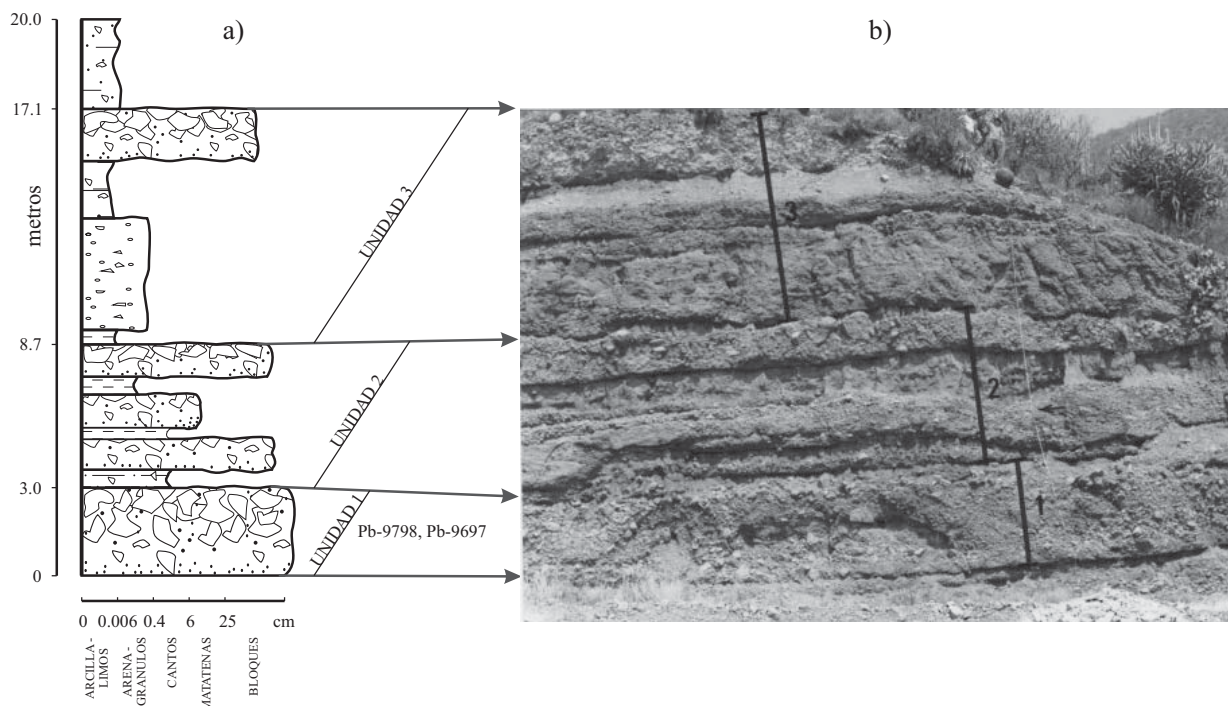 a)
b)
20.0
17.1
8.7
3.0
0
metros
UNIDAD 3
UNIDAD 2
UNIDAD 1
Pb-9798, Pb-9697
3
2
1
0 0.006 0.4 6 25 cm
ARCILLA-
LIMOS
ARENA-
GRANULOS
CANTOS
MATATENAS
BLOQUES